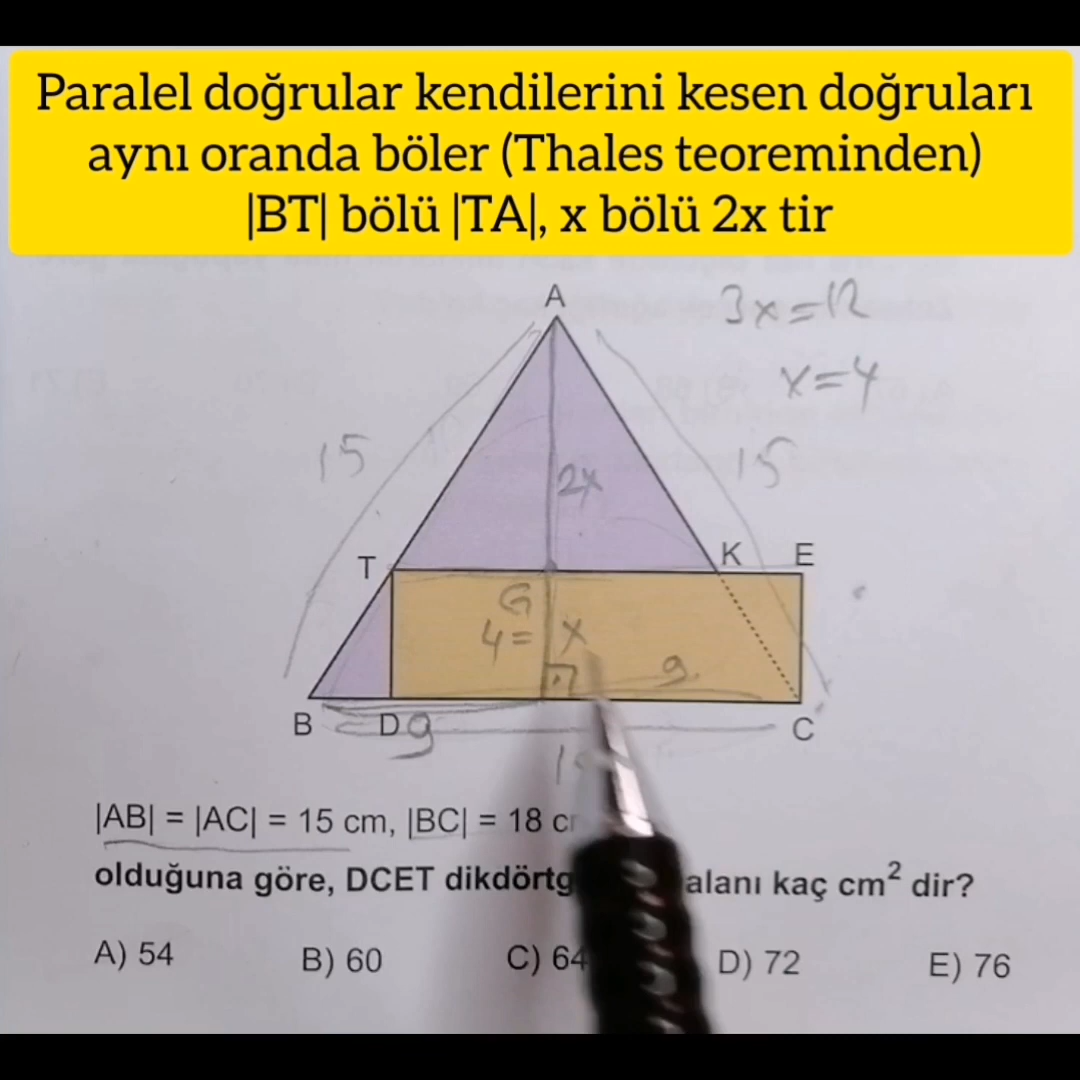 Paralel doğrular kendilerini kesen doğruları
aynı oranda böler (Thales teoreminden)
|BT| bölü |TA|, x bölü 2x tir
A
3x=12
x=4
15
15
2x
T
K
E
G
4=
x
9
B
D
9
C
|AB| = |AC| = 15 cm, |BC| = 18
olduğuna göre, DCET alanı kaç cm² dir?
A) 54 B) 60 C) 64 D) 72 E) 76